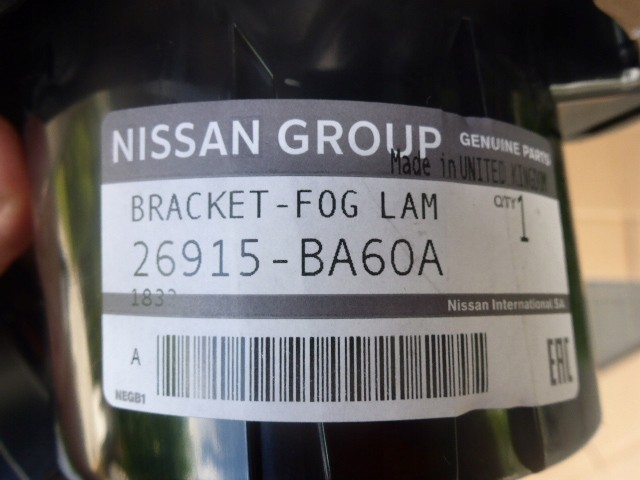 NISSAN GROUP GENUINE PARTS
Made in UNITED KINGDOM
BRACKET-FOG LAM QTY 1
26915-BA60A
183
Nissan International SA
A
EAC
NEGB1